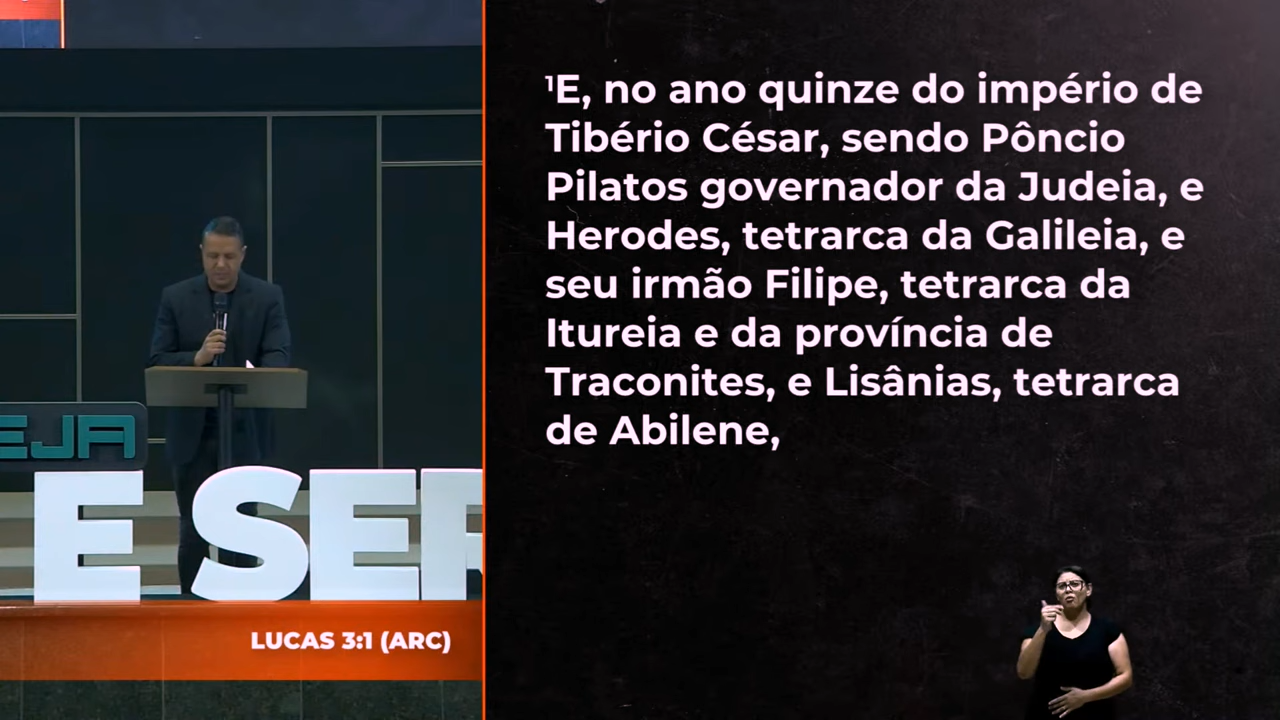 ¹E, no ano quinze do império de
Tibério César, sendo Pôncio
Pilatos governador da Judeia, e
Herodes, tetrarca da Galileia, e
seu irmão Filipe, tetrarca da
Itureia e da província de
Traconites, e Lisânias, tetrarca
de Abilene,
EJA
E SER
LUCAS 3:1 (ARC)